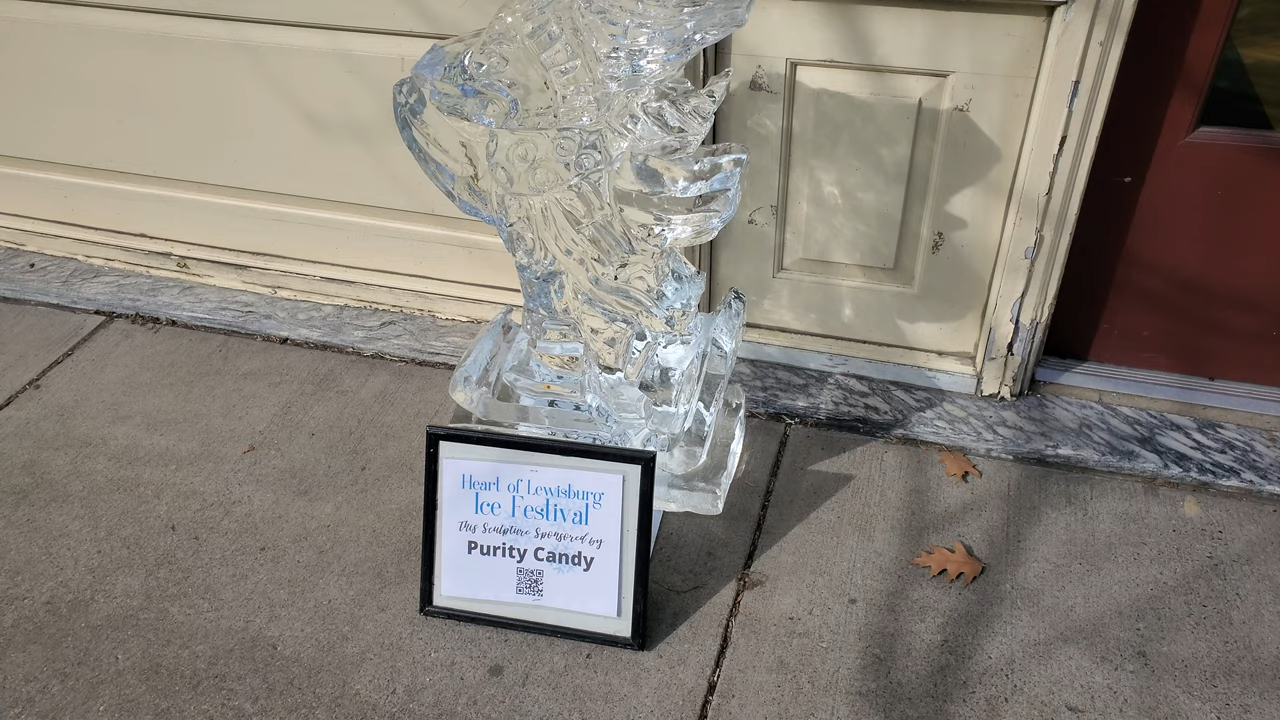 Heart of Lewisburg
Ice Festival
This Sculpture Sponsored by
Purity Candy